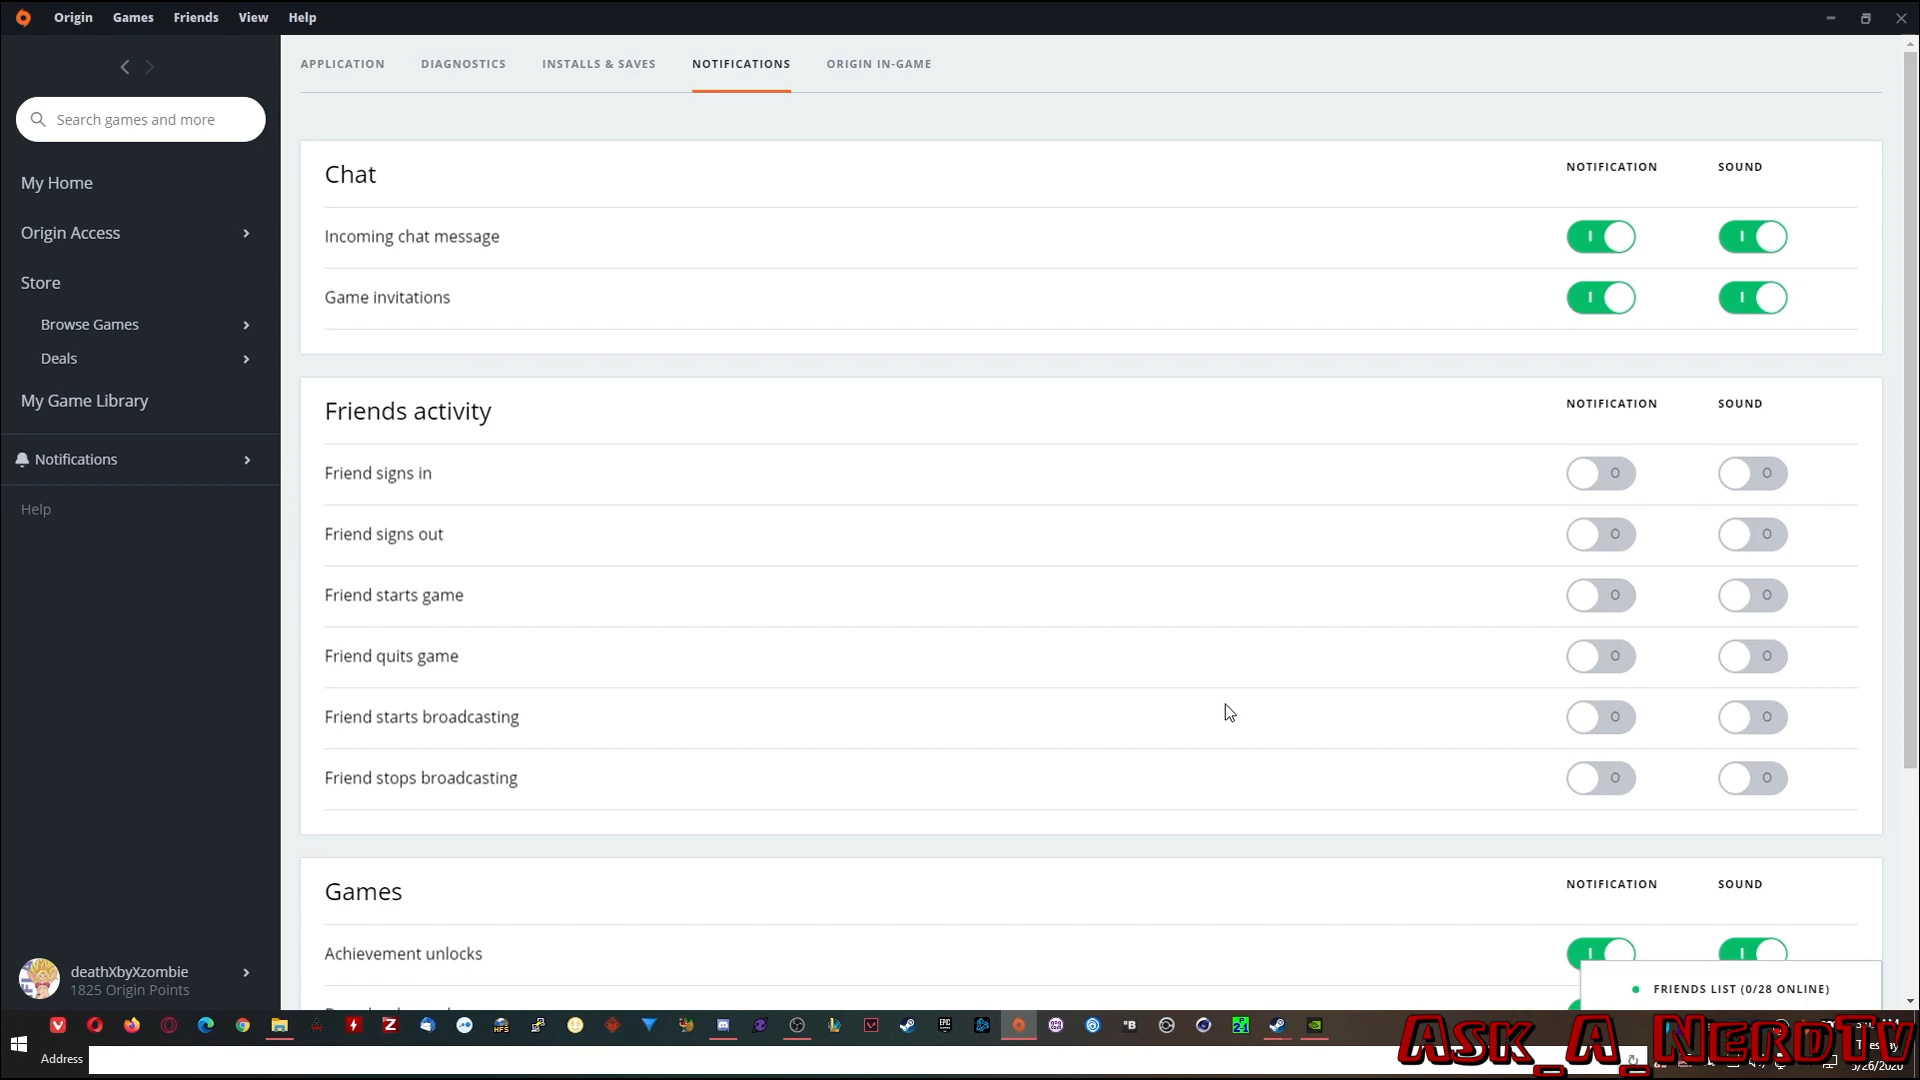 Origin Games Friends View Help
APPLICATION DIAGNOSTICS INSTALLS & SAVES NOTIFICATIONS ORIGIN IN-GAME
Search games and more
My Home
Origin Access
Store
Browse Games
Deals
My Game Library
Notifications
Help
deathXbyXzombie
1825 Origin Points
Chat NOTIFICATION SOUND
Incoming chat message
Game invitations
Friends activity NOTIFICATION SOUND
Friend signs in
Friend signs out
Friend starts game
Friend quits game
Friend starts broadcasting
Friend stops broadcasting
Games NOTIFICATION SOUND
Achievement unlocks
FRIENDS LIST (0/28 ONLINE)
Address
Ask_A_NerdTv